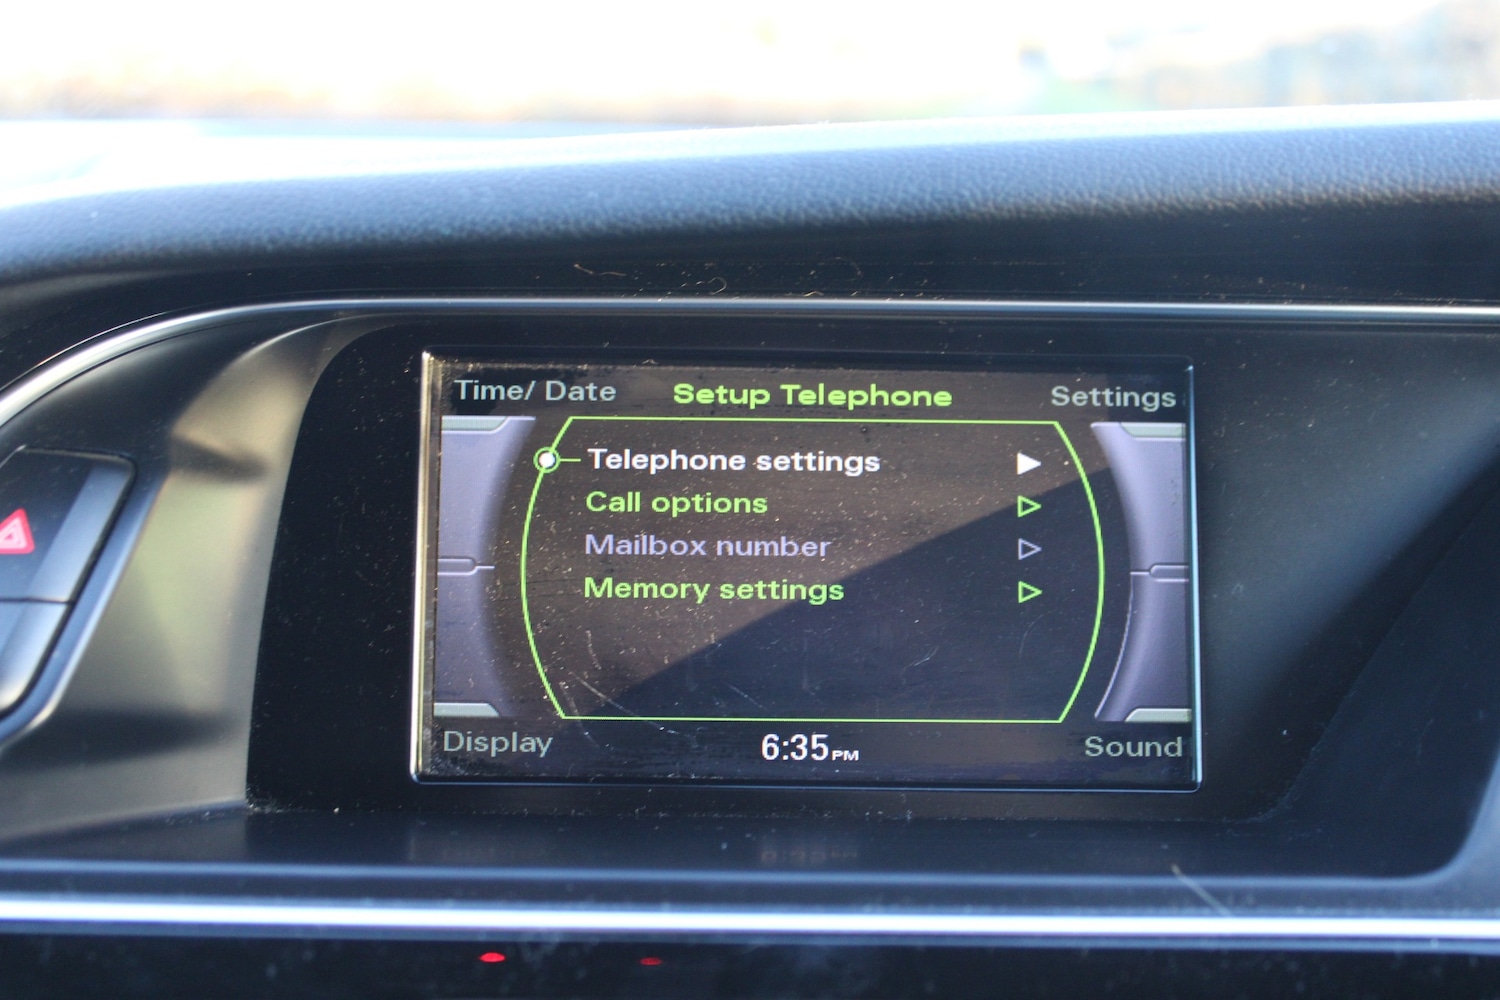 Time/ Date Setup Telephone Settings
Telephone settings
Call options
Mailbox number
Memory settings
Display 6:35PM Sound